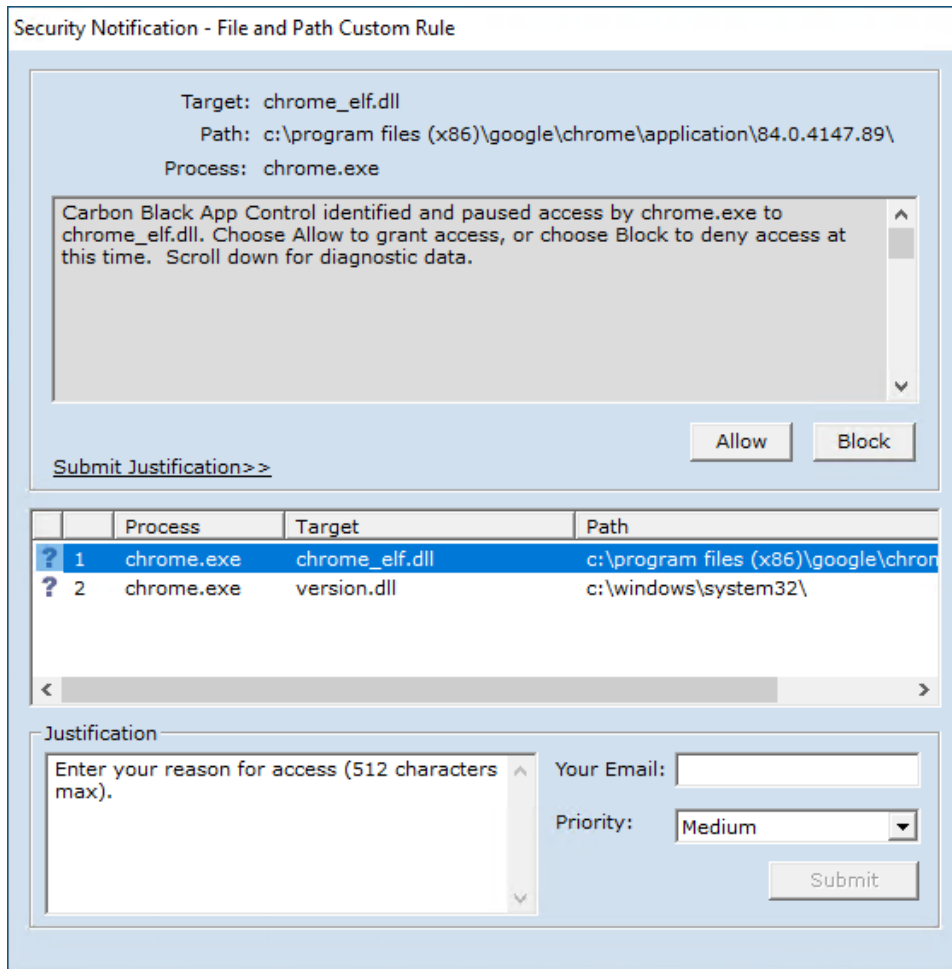 Security Notification - File and Path Custom Rule
Target: chrome_elf.dll
Path: c:\program files (x86)\google\chrome\application\84.0.4147.89\
Process: chrome.exe
Carbon Black App Control identified and paused access by chrome.exe to
chrome_elf.dll. Choose Allow to grant access, or choose Block to deny access at
this time.  Scroll down for diagnostic data.
Allow Block
Submit Justification>>
Process Target Path
? 1 chrome.exe chrome_elf.dll c:\program files (x86)\google\chron
? 2 chrome.exe version.dll c:\windows\system32\
Justification
Enter your reason for access (512 characters
max).
Your Email:
Priority: Medium
Submit